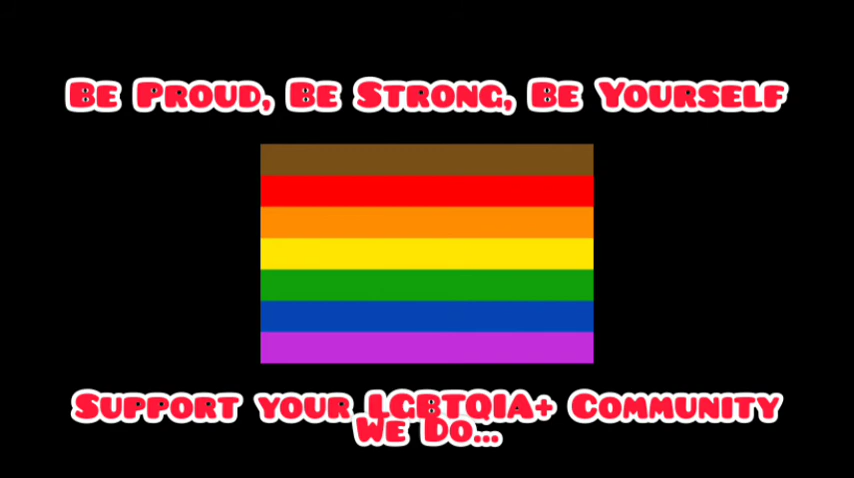 Be Proud, Be Strong, Be Yourself
Support your LGBTQIA+ Community
We Do...